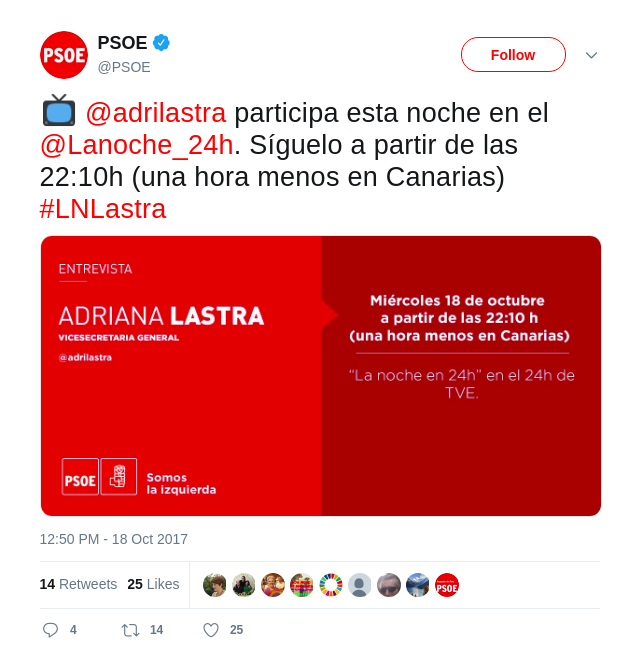 PSOE
PSOE
@PSOE
Follow
@adrilastra participa esta noche en el
@Lanoche_24h. Síguelo a partir de las
22:10h (una hora menos en Canarias)
#LNLastra
ENTREVISTA
ADRIANA LASTRA
VICESECRETARIA GENERAL
@adrilastra
Miércoles 18 de octubre
a partir de las 22:10 h
(una hora menos en Canarias)
"La noche en 24h" en el 24h de
TVE.
PSOE
Somos
la izquierda
12:50 PM - 18 Oct 2017
14 Retweets 25 Likes
PSOE
4 14 25